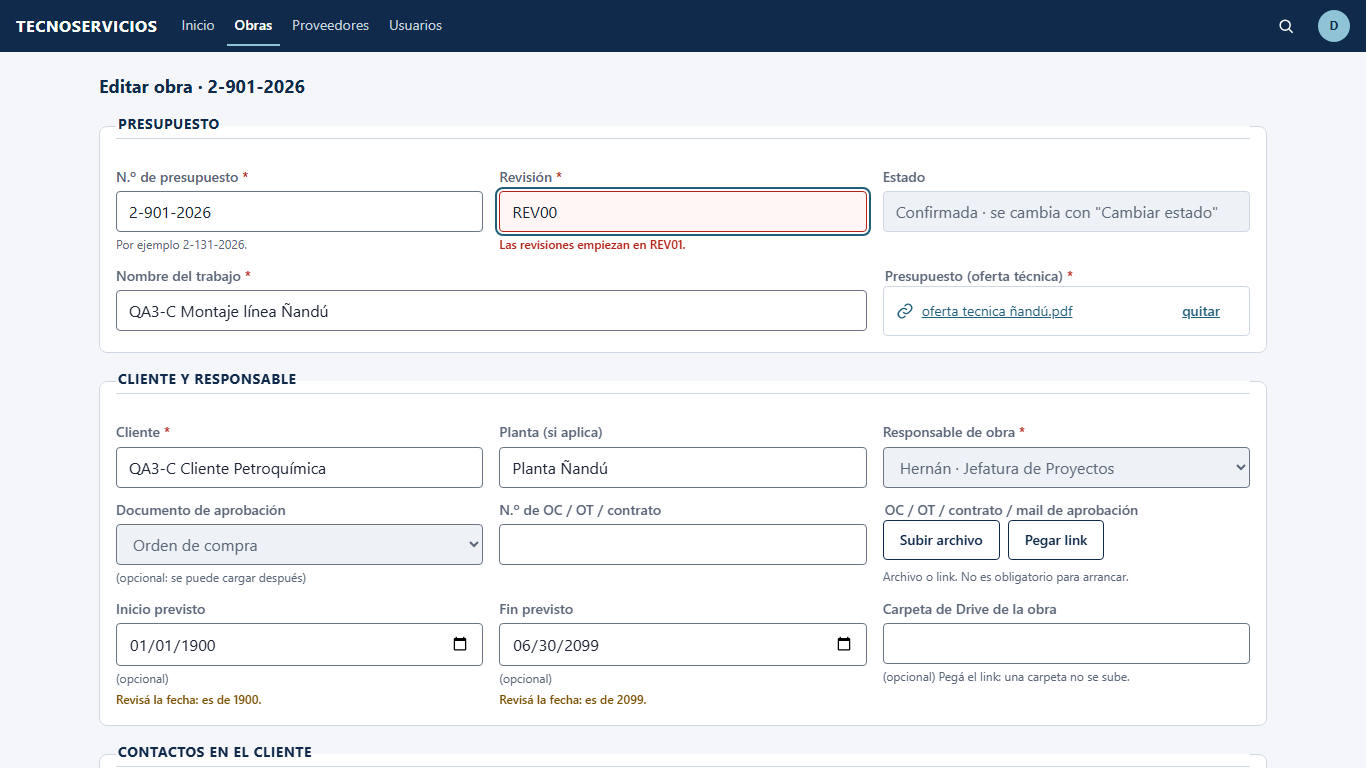 TECNOSERVICIOS Inicio Obras Proveedores Usuarios D
Editar obra · 2-901-2026
PRESUPUESTO
N.º de presupuesto * Revisión * Estado
2-901-2026 REV00 Confirmada · se cambia con "Cambiar estado"
Por ejemplo 2-131-2026. Las revisiones empiezan en REV01.
Nombre del trabajo * Presupuesto (oferta técnica) *
QA3-C Montaje línea Ñandú oferta tecnica ñandú.pdf quitar
CLIENTE Y RESPONSABLE
Cliente * Planta (si aplica) Responsable de obra *
QA3-C Cliente Petroquímica Planta Ñandú Hernán · Jefatura de Proyectos
Documento de aprobación N.º de OC / OT / contrato OC / OT / contrato / mail de aprobación
Orden de compra Subir archivo Pegar link
(opcional: se puede cargar después) Archivo o link. No es obligatorio para arrancar.
Inicio previsto Fin previsto Carpeta de Drive de la obra
01/01/1900 06/30/2099
(opcional) (opcional) (opcional) Pegá el link: una carpeta no se sube.
Revisá la fecha: es de 1900. Revisá la fecha: es de 2099.
CONTACTOS EN EL CLIENTE